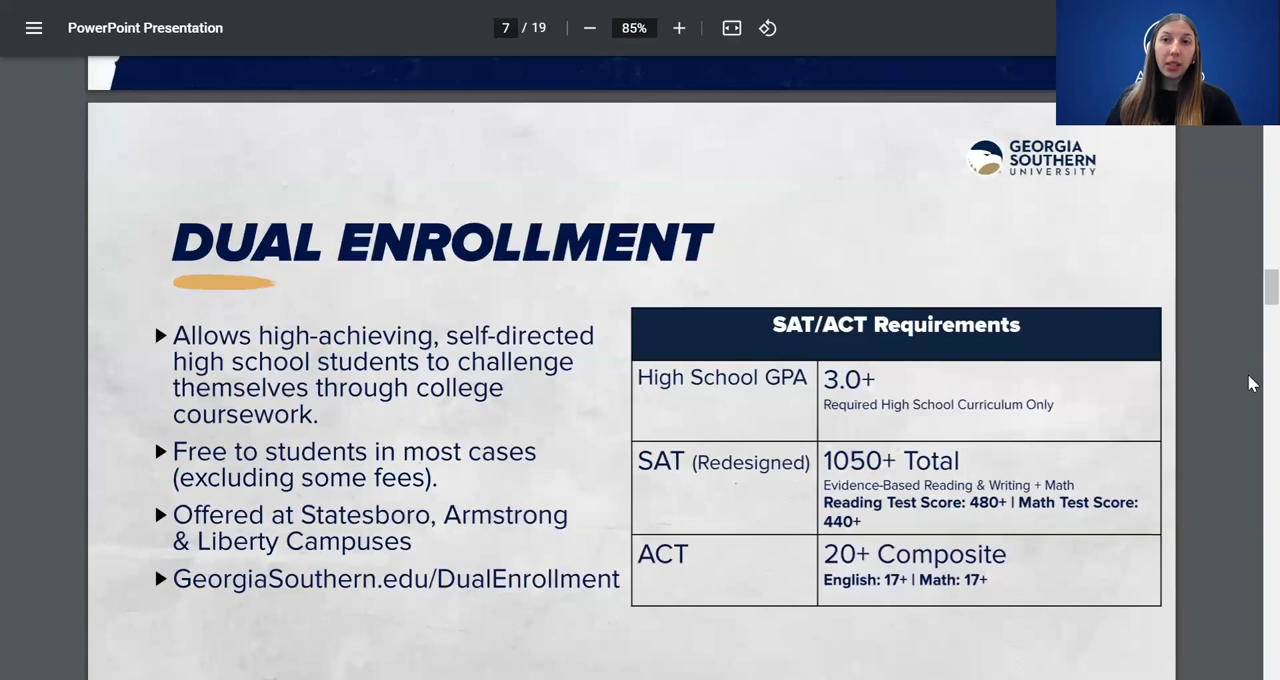 PowerPoint Presentation
7 / 19
85%
GEORGIA
SOUTHERN
UNIVERSITY
DUAL ENROLLMENT
Allows high-achieving, self-directed
high school students to challenge
themselves through college
coursework.
Free to students in most cases
(excluding some fees).
Offered at Statesboro, Armstrong
& Liberty Campuses
GeorgiaSouthern.edu/DualEnrollment
SAT/ACT Requirements
High School GPA
3.0+
Required High School Curriculum Only
SAT (Redesigned)
1050+ Total
Evidence-Based Reading & Writing + Math
Reading Test Score: 480+ | Math Test Score:
440+
ACT
20+ Composite
English: 17+ | Math: 17+